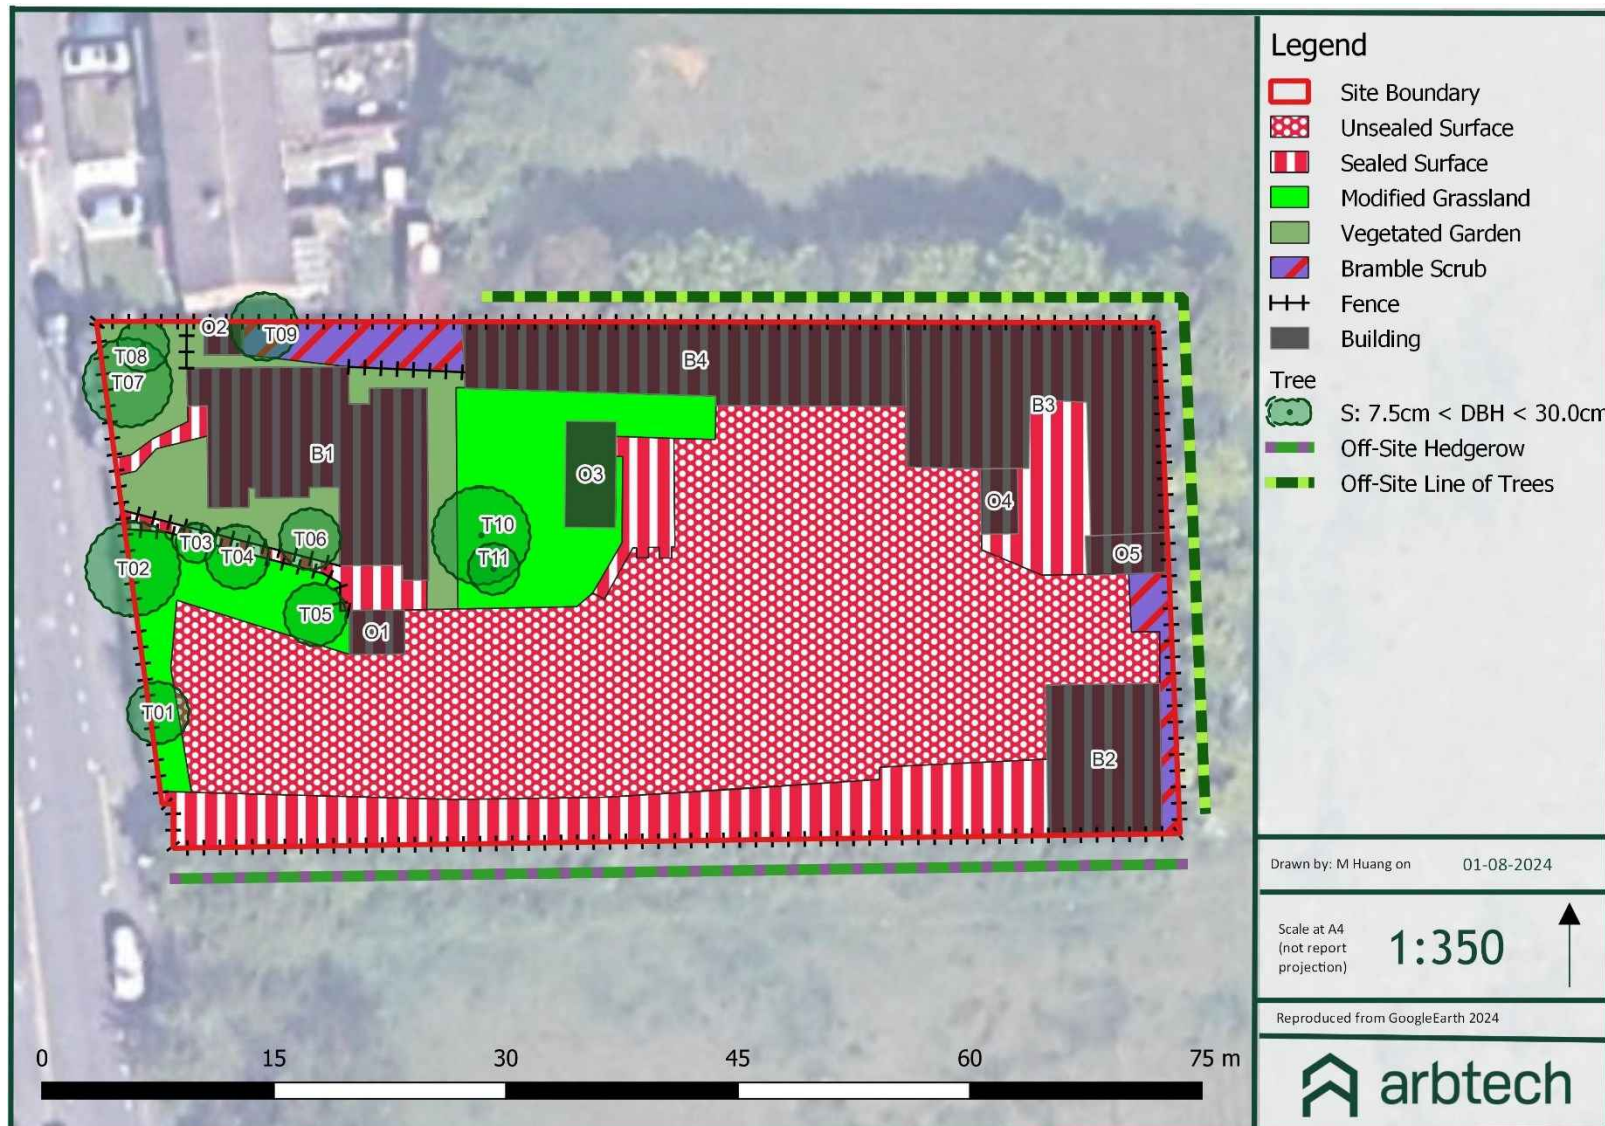 Legend
Site Boundary
Unsealed Surface
Sealed Surface
Modified Grassland
Vegetated Garden
Bramble Scrub
Fence
Building
Tree
S: 7.5cm < DBH < 30.0cm
Off-Site Hedgerow
Off-Site Line of Trees
O2
T09
T08
T07
B4
B3
B1
O3
O4
T10
T06
T03
T04
T11
T02
O5
T05
O1
T01
B2
Drawn by: M Huang on 01-08-2024
Scale at A4
(not report
projection)
1:350
Reproduced from GoogleEarth 2024
arbtech
0 15 30 45 60 75 m